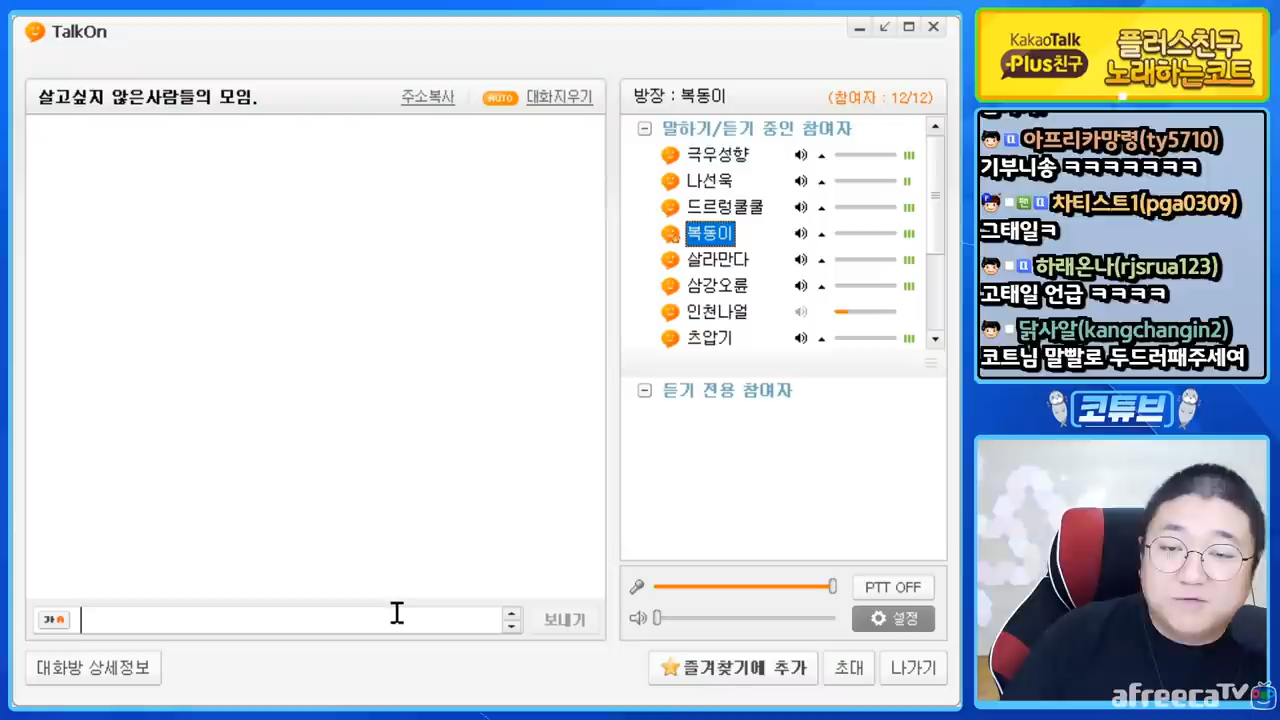 TalkOn
살고싶지 않은사람들의 모임.
주소복사
AUTO
대화지우기
방장 : 복동이
(참여자 : 12/12)
말하기/듣기 중인 참여자
극우성향
나선욱
드르렁쿨쿨
복동이
살라만다
삼강오륜
인천나얼
츠압기
듣기 전용 참여자
가A
보내기
PTT OFF
설정
대화방 상세정보
즐겨찾기에 추가
초대
나가기
KakaoTalk
Plus친구
플러스친구
노래하는코트
아프리카망령(ty5710)
기부니송 ㅋㅋㅋㅋㅋㅋㅋ
팬 차티스트1(pga0309)
그태일ㅋ
하래온나(rjsrua123)
고태일 언급 ㅋㅋㅋㅋ
닭사알(kangchangin2)
코트님 말빨로 두드러패주세여
코튜브
afreecaTV